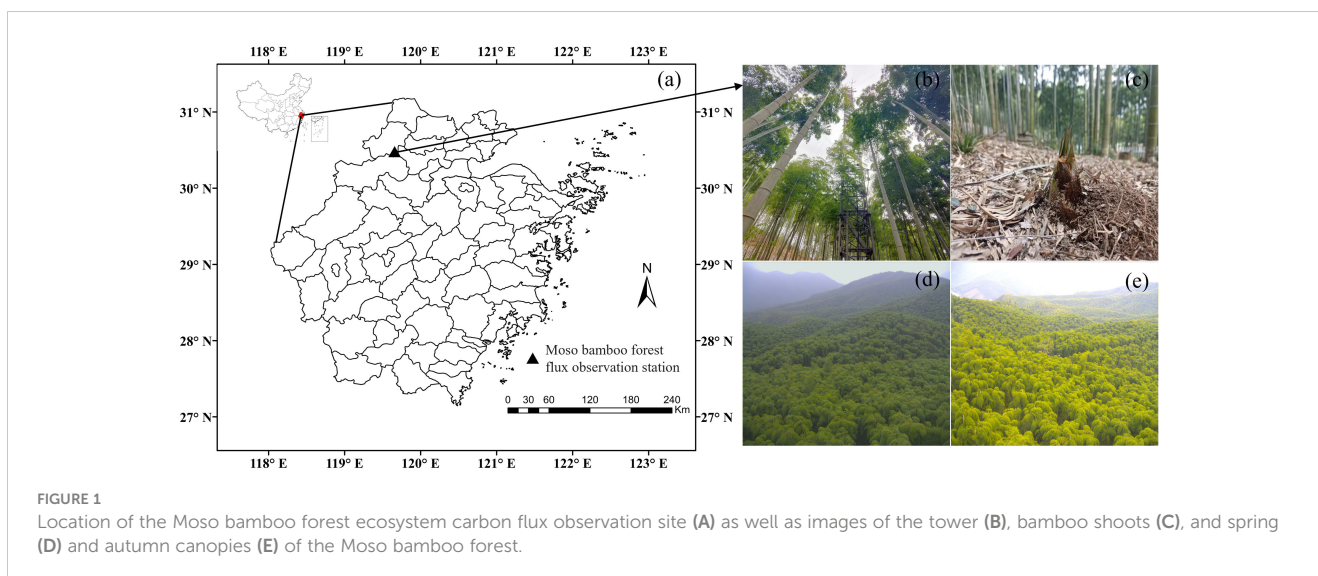 118° E 119° E 120° E 121° E 122° E 123° E
(a)
(b)
(c)
31° N 31° N
30° N 30° N
29° N 29° N
(d)
(e)
N
28° N 28° N
Moso bamboo forest
flux observation station
0 30 60 120 180 240
Km
27° N 27° N
118° E 119° E 120° E 121° E 122° E 123° E
FIGURE 1
Location of the Moso bamboo forest ecosystem carbon flux observation site (A) as well as images of the tower (B), bamboo shoots (C), and spring
(D) and autumn canopies (E) of the Moso bamboo forest.